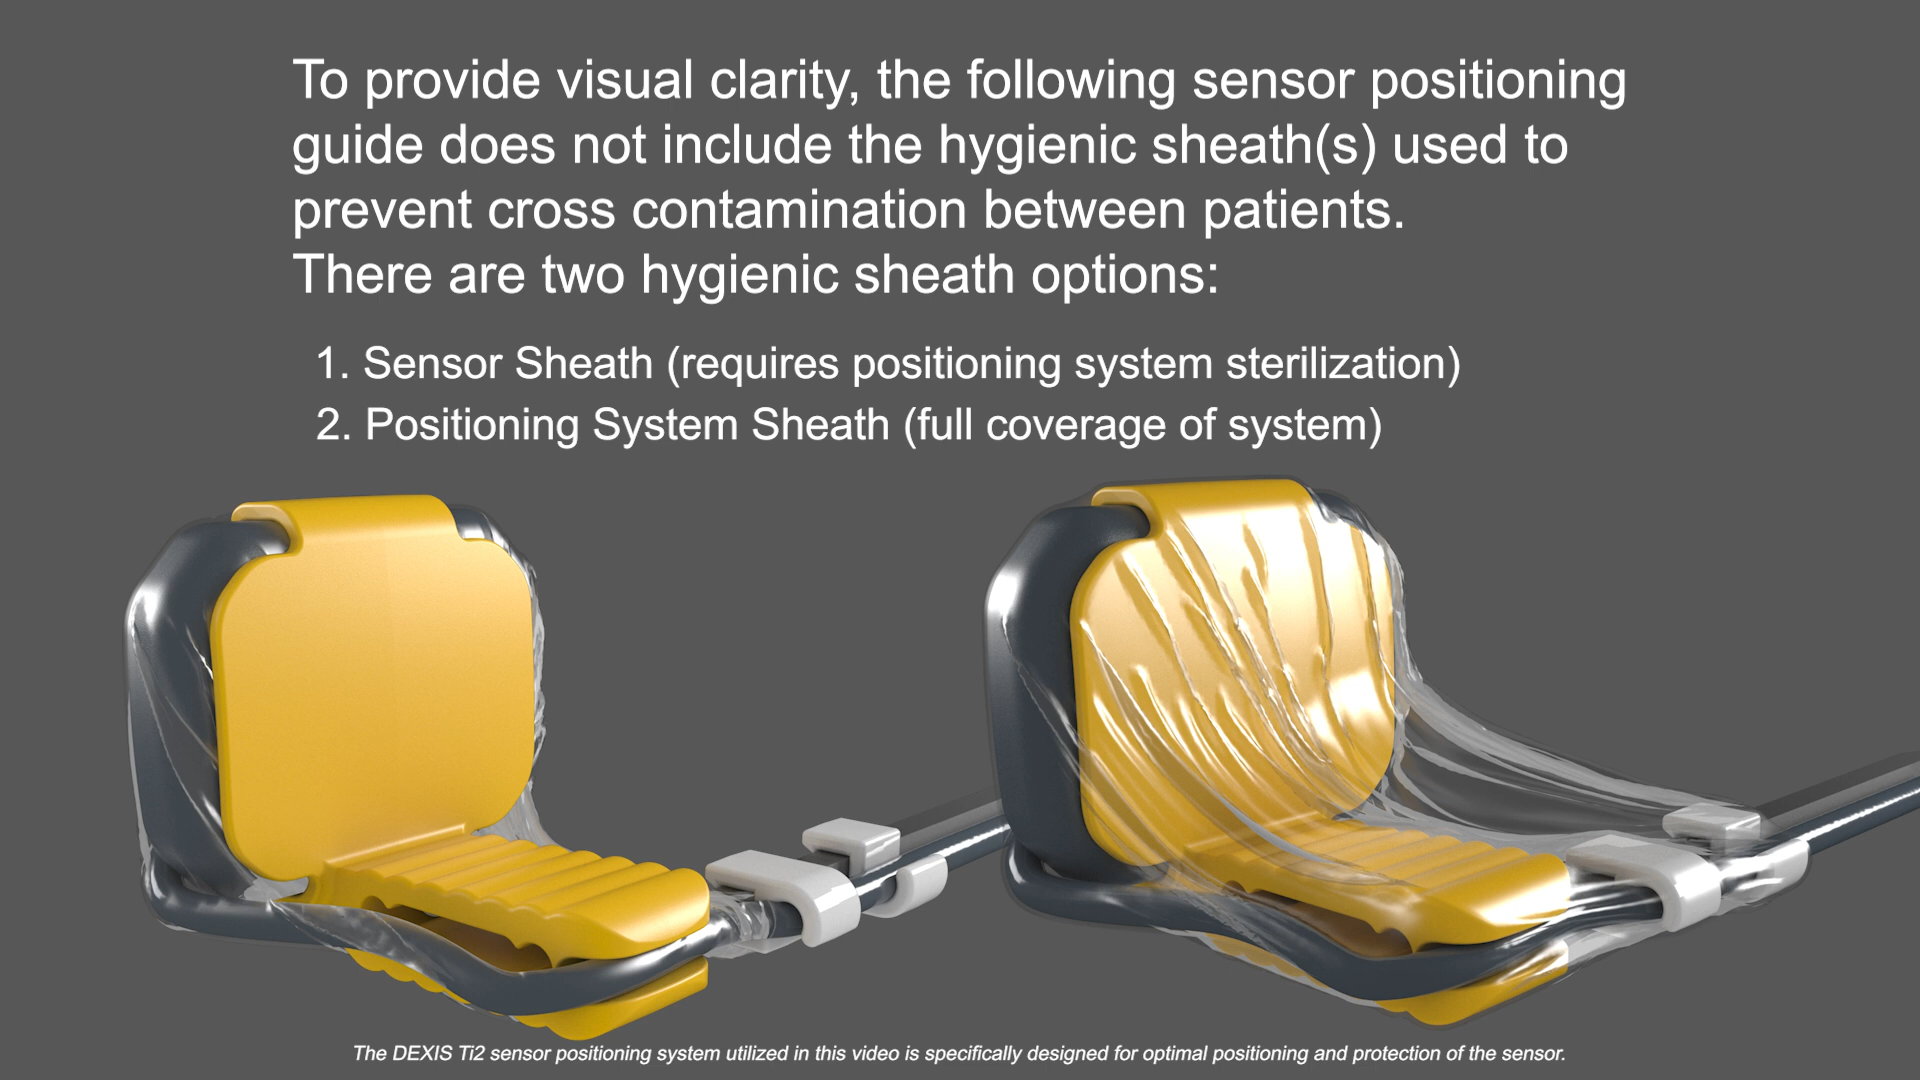 To provide visual clarity, the following sensor positioning
guide does not include the hygienic sheath(s) used to
prevent cross contamination between patients.
There are two hygienic sheath options:
1. Sensor Sheath (requires positioning system sterilization)
2. Positioning System Sheath (full coverage of system)
The DEXIS Ti2 sensor positioning system utilized in this video is specifically designed for optimal positioning and protection of the sensor.